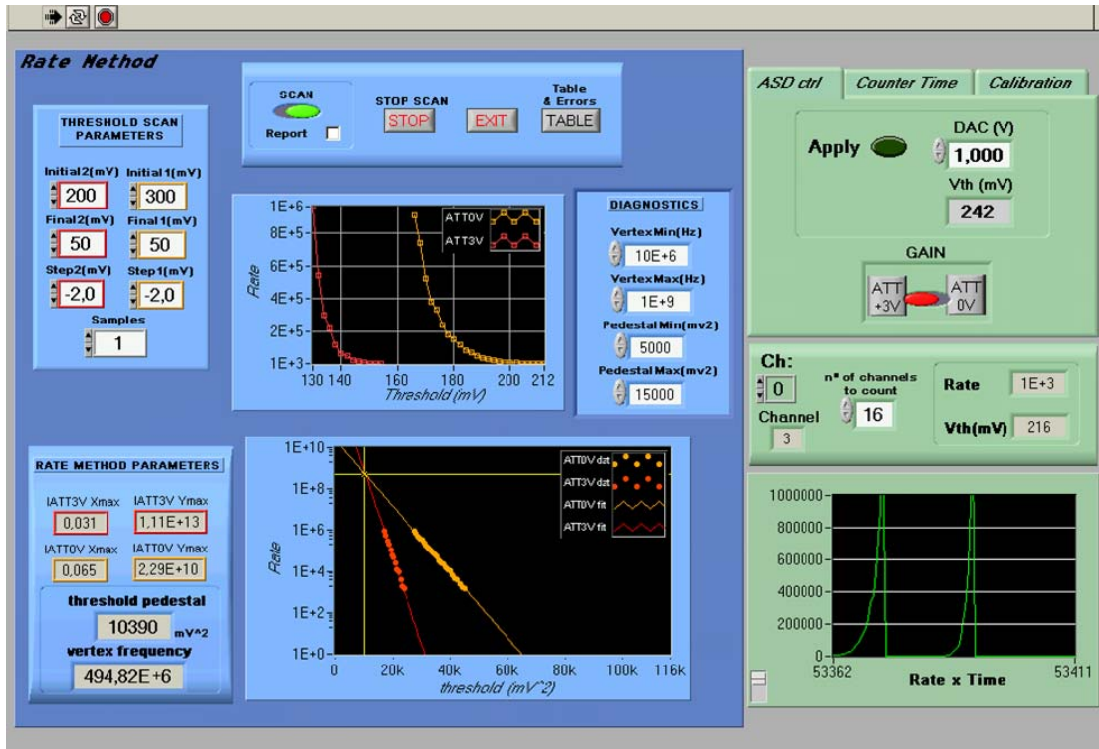 Rate Method
THRESHOLD SCAN
PARAMETERS
Initial2(mV) Initial1(mV)
200 300
Final2(mV) Final1(mV)
50 50
Step2(mV) Step1(mV)
-2,0 -2,0
Samples
1
SCAN
Report
STOP SCAN
STOP
EXIT
Table
& Errors
TABLE
1E+6
8E+5
6E+5
4E+5
2E+5
1E+3
Rate
130 140 160 180 200 212
Threshold (mV)
ATT0V
ATT3V
DIAGNOSTICS
VertexMin(Hz)
10E+6
VertexMax(Hz)
1E+9
Pedestal Min(mv2)
5000
Pedestal Max(mv2)
15000
RATE METHOD PARAMETERS
IATT3V Xmax IATT3V Ymax
0,031 1,11E+13
IATT0V Xmax IATT0V Ymax
0,065 2,29E+10
threshold pedestal
10390 mV^2
vertex frequency
494,82E+6
1E+10
1E+8
1E+6
1E+4
1E+2
1E+0
Rate
0 20k 40k 60k 80k 100k 116k
threshold (mV^2)
ATT0V dat
ATT3V dat
ATT0V fit
ATT3V fit
ASD ctrl Counter Time Calibration
Apply
DAC (V)
1,000
Vth (mV)
242
GAIN
ATT
+3V
ATT
0V
Ch:
0
Channel
3
n° of channels
to count
16
Rate 1E+3
Vth(mV) 216
1000000
800000
600000
400000
200000
0
53362 53411
Rate x Time